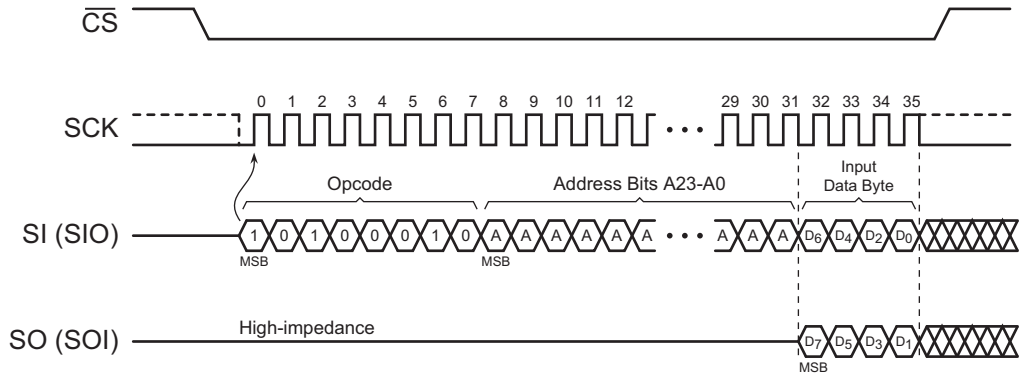 CS
0 1 2 3 4 5 6 7 8 9 10 11 12 29 30 31 32 33 34 35
SCK
• • •
Opcode
Address Bits A23-A0
Input
Data Byte
SI (SIO)
1 0 1 0 0 0 1 0 A A A A A A • • • A A A D6 D4 D2 D0
MSB MSB
High-impedance
SO (SOI)
D7 D5 D3 D1
MSB